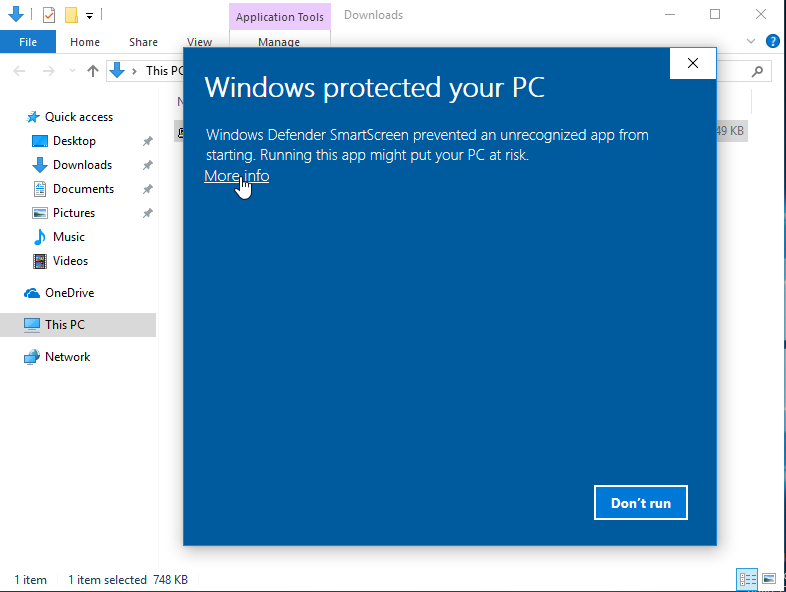 Application Tools
Downloads
File
Home
Share
View
Manage
This PC
Windows protected your PC
Windows Defender SmartScreen prevented an unrecognized app from
starting. Running this app might put your PC at risk.
More info
Quick access
Desktop
Downloads
Documents
Pictures
Music
Videos
OneDrive
This PC
Network
49 KB
Don't run
1 item
1 item selected 748 KB